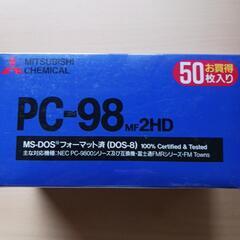 MITSUBISHI
CHEMICAL
お買得
50枚入り
PC-98 MF2HD
MS-DOS®フォーマット済 (DOS-8) 100% Certified & Tested
主な対応機種:NEC PC-9800シリーズ及び互換機・富士通FMRシリーズ・FM Towns